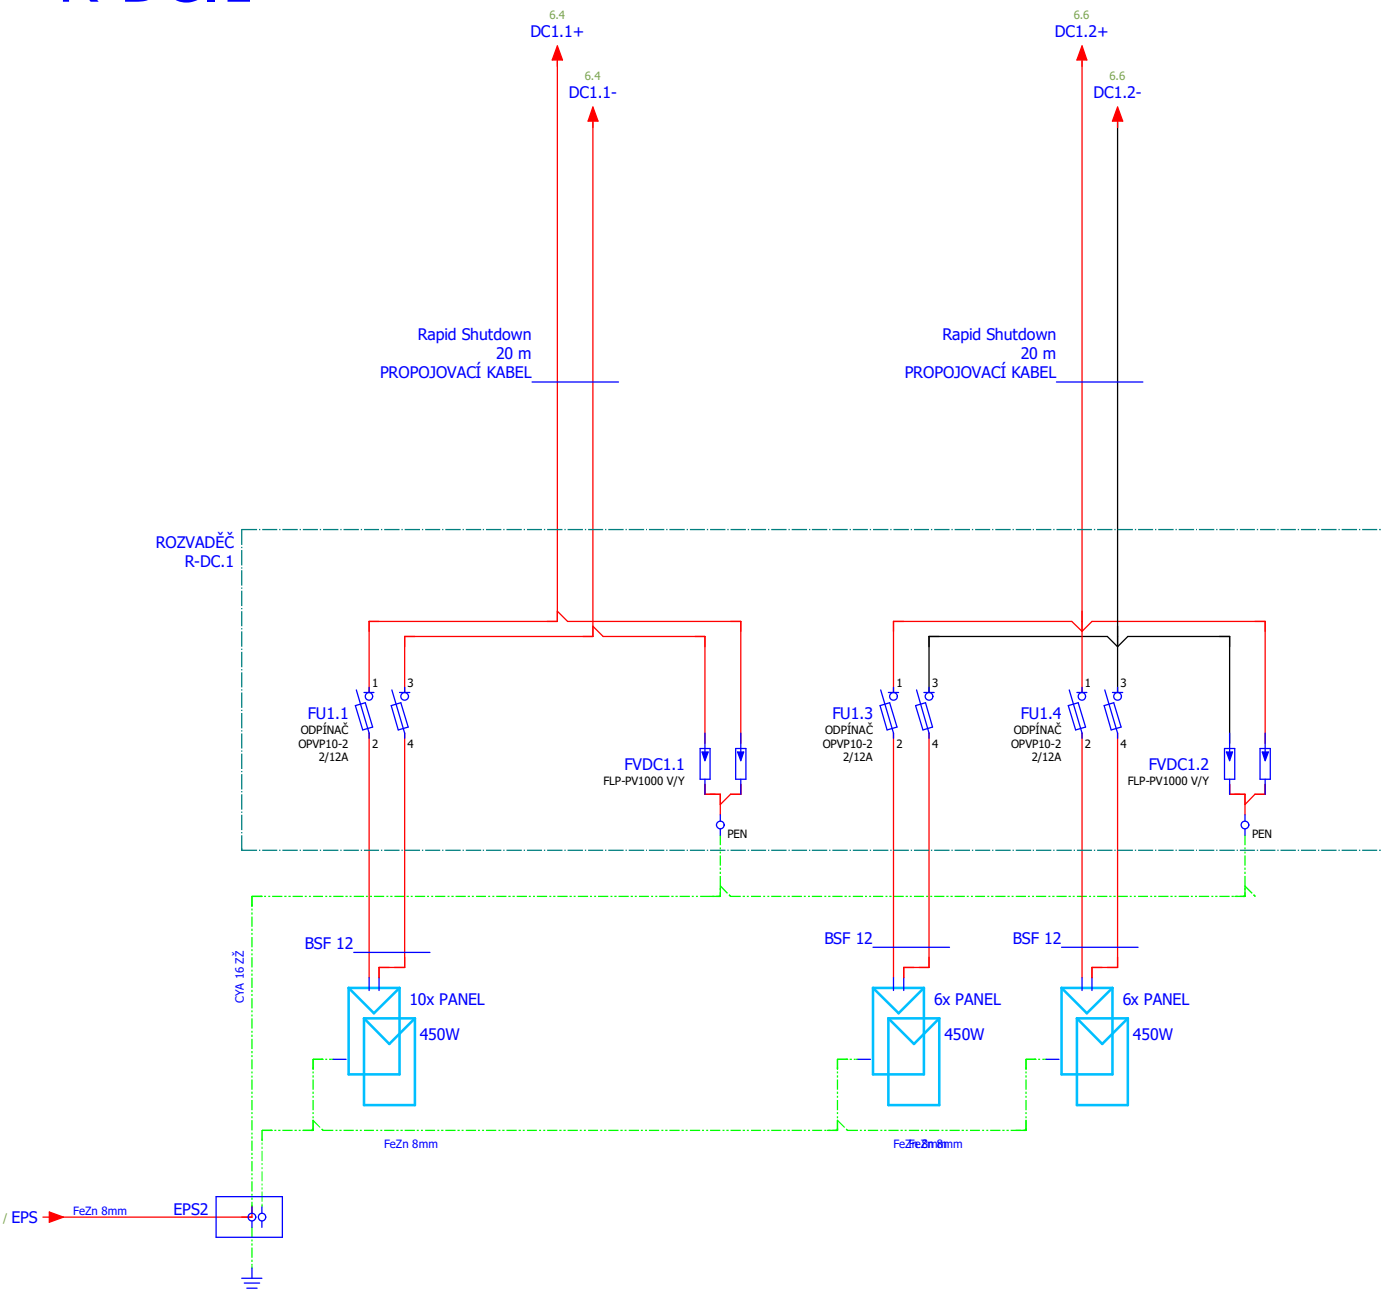 6.4
DC1.1+
6.4
DC1.1-
6.6
DC1.2+
6.6
DC1.2-
Rapid Shutdown
20 m
PROPOJOVACÍ KABEL
Rapid Shutdown
20 m
PROPOJOVACÍ KABEL
ROZVADĚČ
R-DC.1
1
3
FU1.1
ODPÍNAČ
OPVP10-2
2/12A
2
4
FVDC1.1
FLP-PV1000 V/Y
PEN
1
3
FU1.3
ODPÍNAČ
OPVP10-2
2/12A
2
4
1
3
FU1.4
ODPÍNAČ
OPVP10-2
2/12A
2
4
FVDC1.2
FLP-PV1000 V/Y
PEN
CYA 16 ZŽ
BSF 12
10x PANEL
450W
BSF 12
6x PANEL
450W
BSF 12
6x PANEL
450W
FeZn 8mm
FeZn 8mm
FeZn 8mm
/ EPS
FeZn 8mm
EPS2